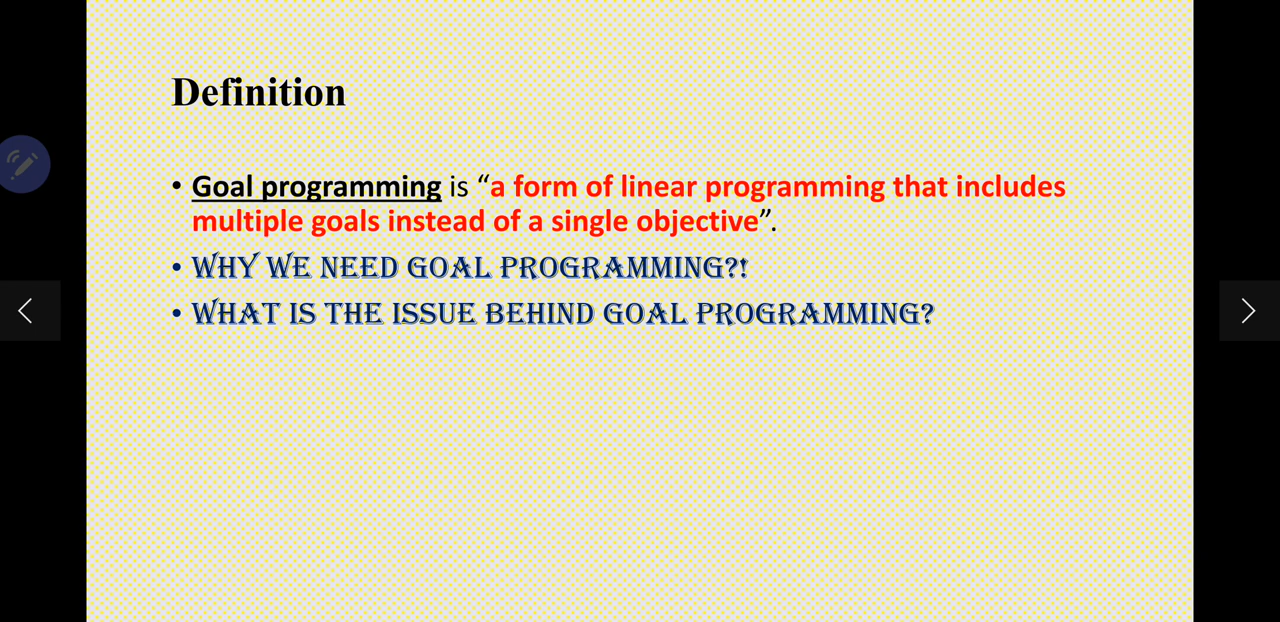 Definition
• Goal programming is “a form of linear programming that includes
multiple goals instead of a single objective”.
• WHY WE NEED GOAL PROGRAMMING?!
• WHAT IS THE ISSUE BEHIND GOAL PROGRAMMING?